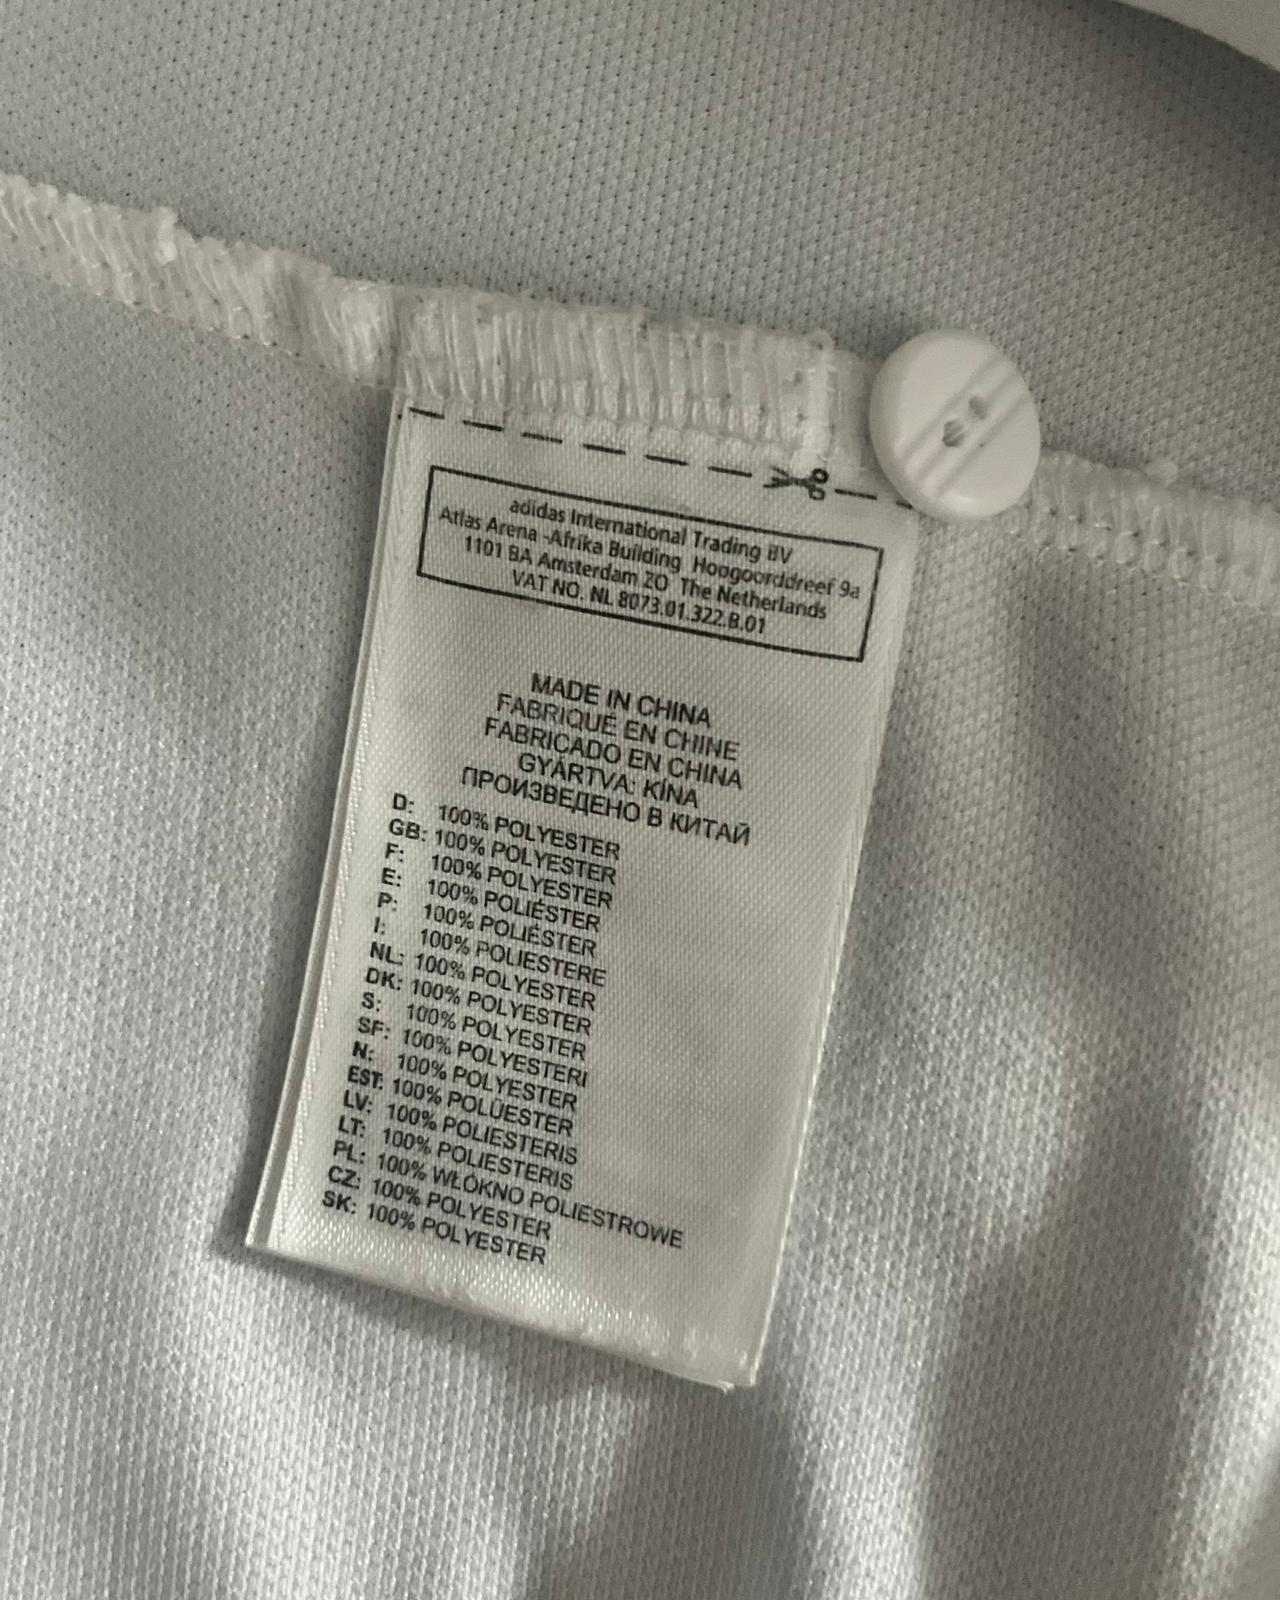 adidas International Trading BV
Atlas Arena -Afrika Building Hoogoorddreef 9a
1101 BA Amsterdam ZO The Netherlands
VAT NO. NL 8073.01.322.B.01
MADE IN CHINA
FABRIQUÉ EN CHINE
FABRICADO EN CHINA
GYÁRTVA: KÍNA
ПРОИЗВЕДЕНО В КИТАЙ
D: 100% POLYESTER
GB: 100% POLYESTER
F: 100% POLYESTER
E: 100% POLIÉSTER
P: 100% POLIÉSTER
I: 100% POLIESTERE
NL: 100% POLYESTER
DK: 100% POLYESTER
S: 100% POLYESTER
SF: 100% POLYESTERI
N: 100% POLYESTER
EST: 100% POLÜESTER
LV: 100% POLIESTERIS
LT: 100% POLIESTERIS
PL: 100% WŁÓKNO POLIESTROWE
CZ: 100% POLYESTER
SK: 100% POLYESTER